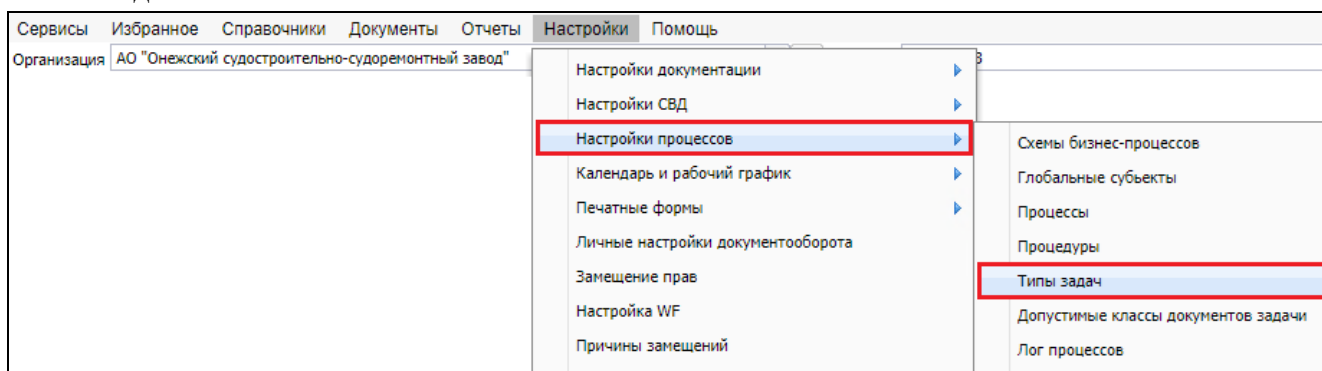 Сервисы Избранное Справочники Документы Отчеты Настройки Помощь
Организация АО "Онежский судостроительно-судоремонтный завод"
Настройки документации
Настройки СВД
Настройки процессов
Схемы бизнес-процессов
Календарь и рабочий график
Глобальные субьекты
Печатные формы
Процессы
Личные настройки документооборота
Процедуры
Замещение прав
Типы задач
Настройка WF
Допустимые классы документов задачи
Причины замещений
Лог процессов